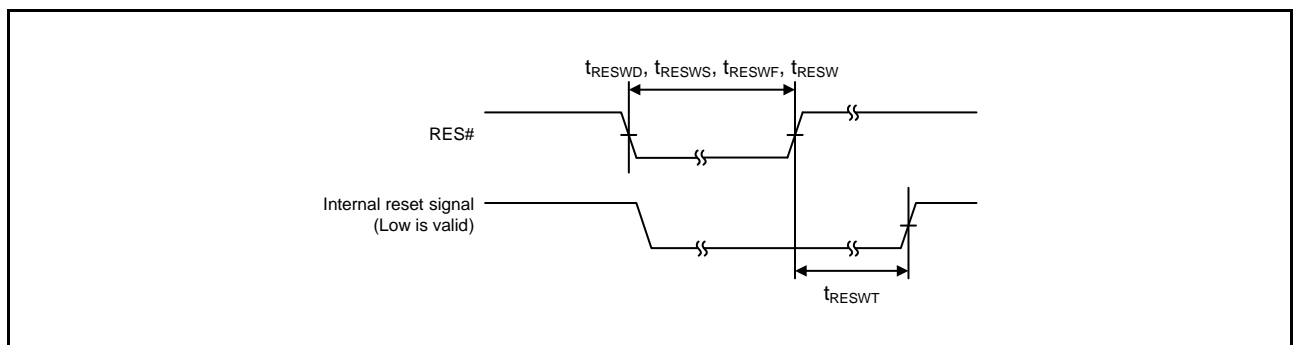 tRESWD, tRESWS, tRESWF, tRESW
RES#
Internal reset signal
(Low is valid)
tRESWT